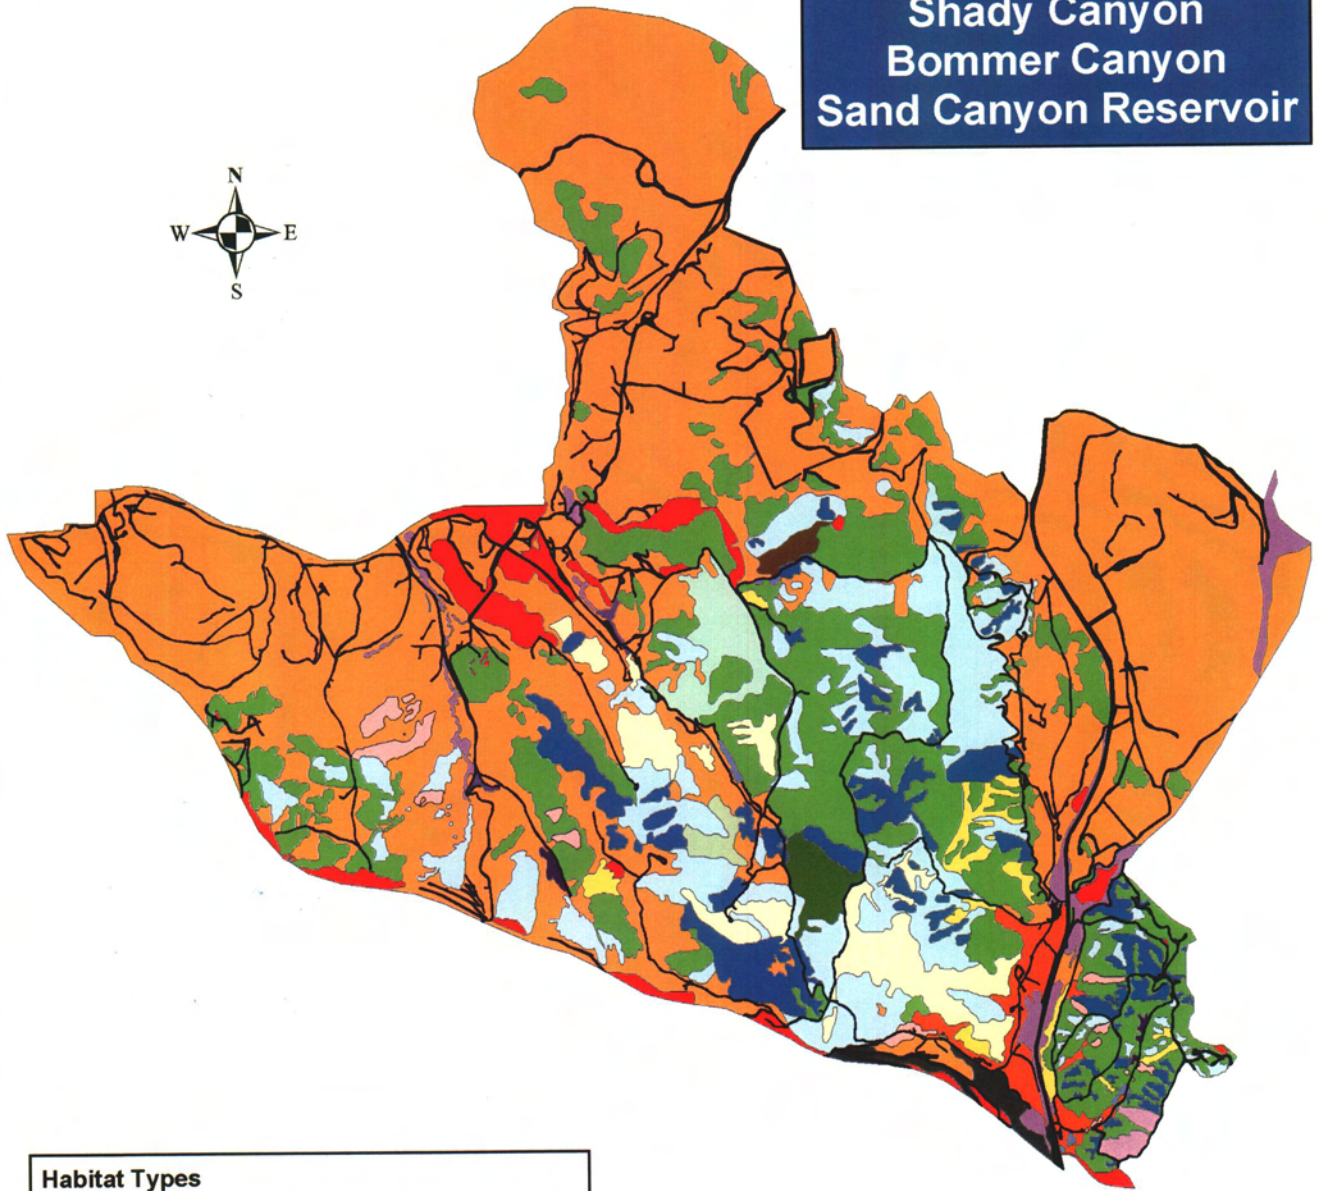 Shady Canyon
Bommer Canyon
Sand Canyon Reservoir
N
W E
S
Habitat Types